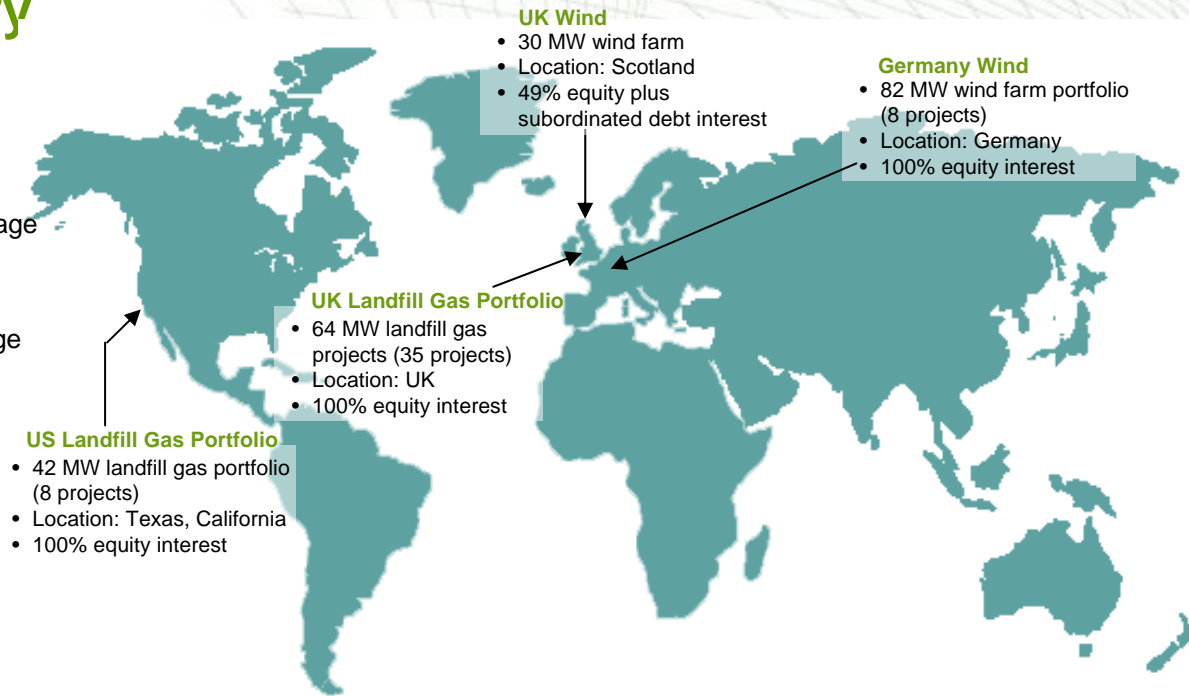 UK Wind
• 30 MW wind farm
• Location: Scotland
• 49% equity plus
subordinated debt interest
Germany Wind
• 82 MW wind farm portfolio
(8 projects)
• Location: Germany
• 100% equity interest
UK Landfill Gas Portfolio
• 64 MW landfill gas
projects (35 projects)
• Location: UK
• 100% equity interest
US Landfill Gas Portfolio
• 42 MW landfill gas portfolio
(8 projects)
• Location: Texas, California
• 100% equity interest